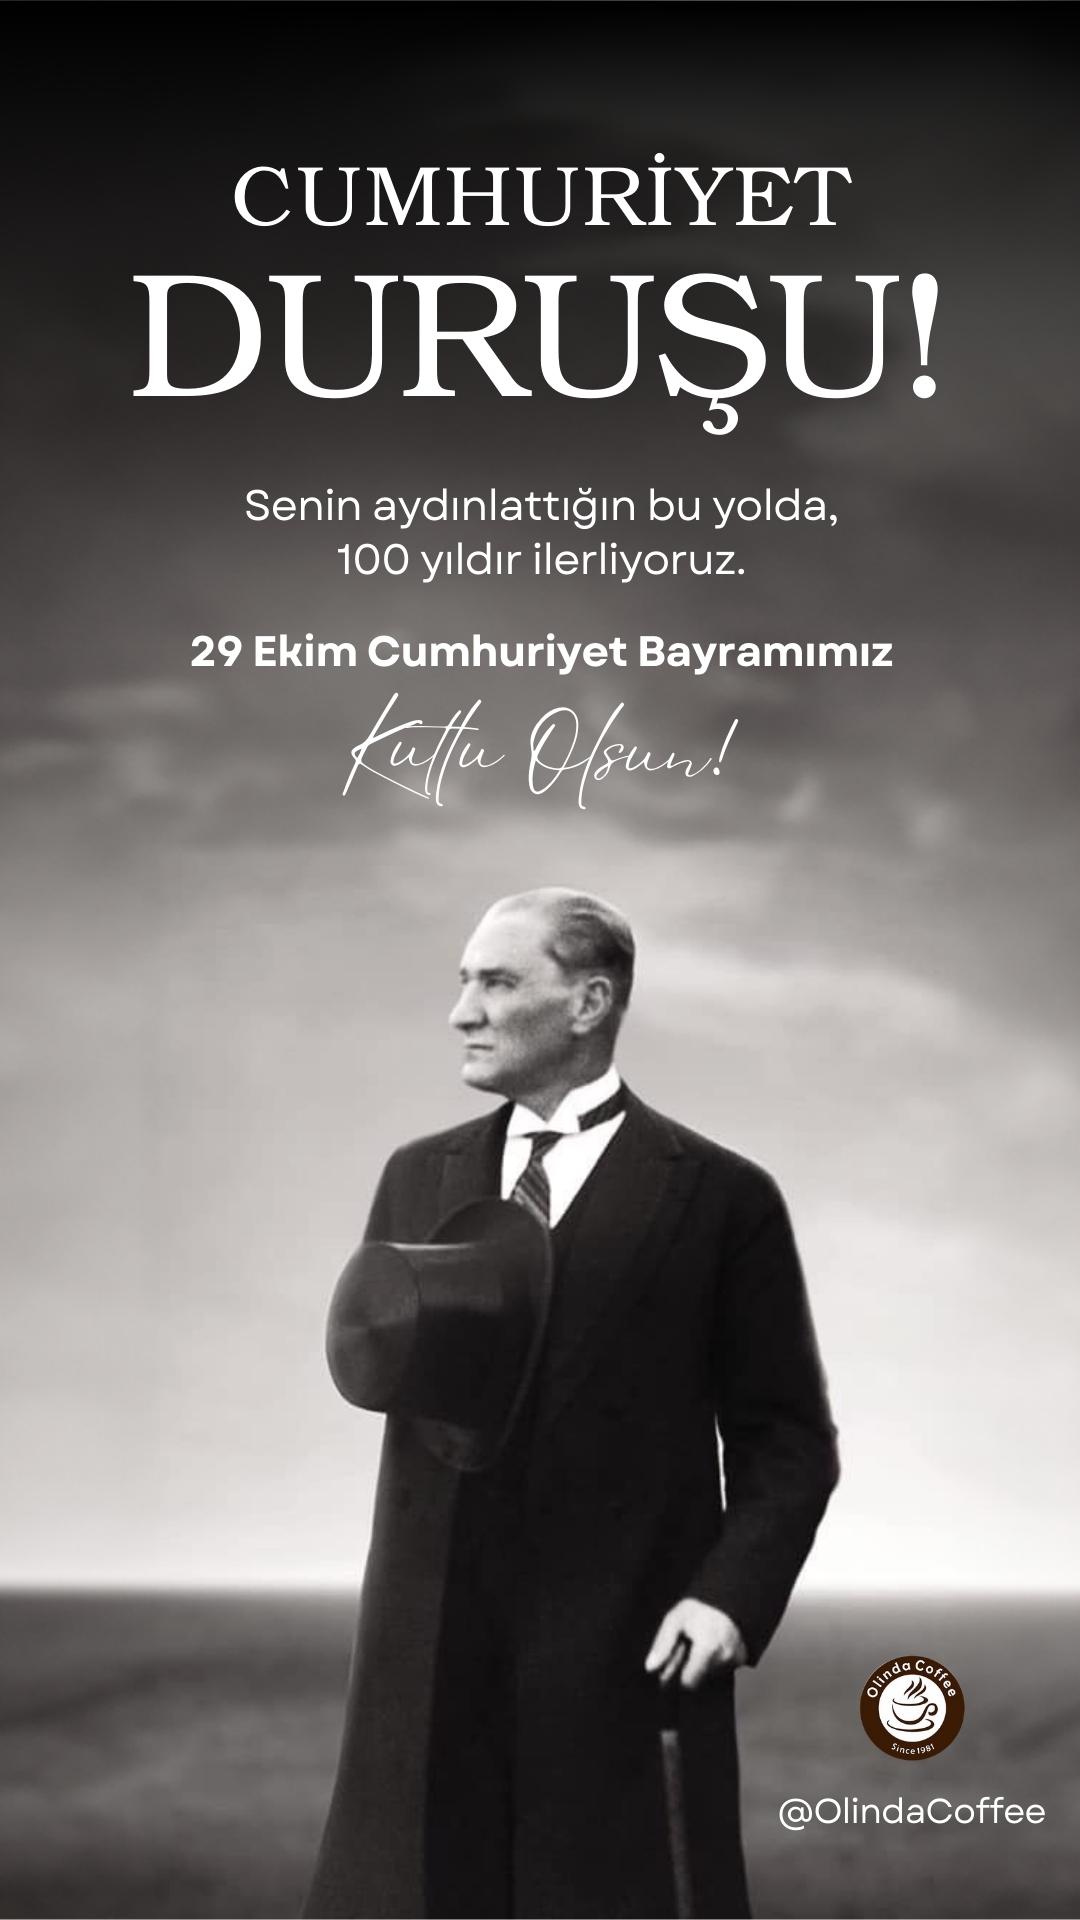 CUMHURİYET
DURUŞU!
Senin aydınlattığın bu yolda,
100 yıldır ilerliyoruz.
29 Ekim Cumhuriyet Bayramımız
Kutlu Olsun!
Olinda Coffee
Since 1981
@OlindaCoffee